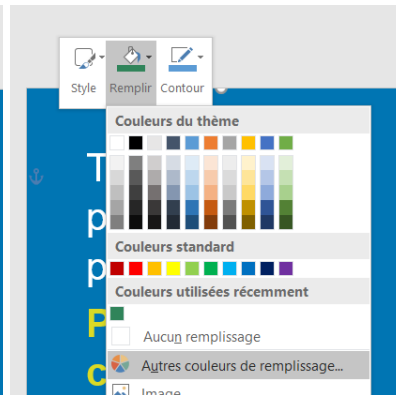 Style Remplir Contour
Couleurs du thème
T
p
Couleurs standard
p
Couleurs utilisées récemment
P
Aucun remplissage
Autres couleurs de remplissage...
c
Image